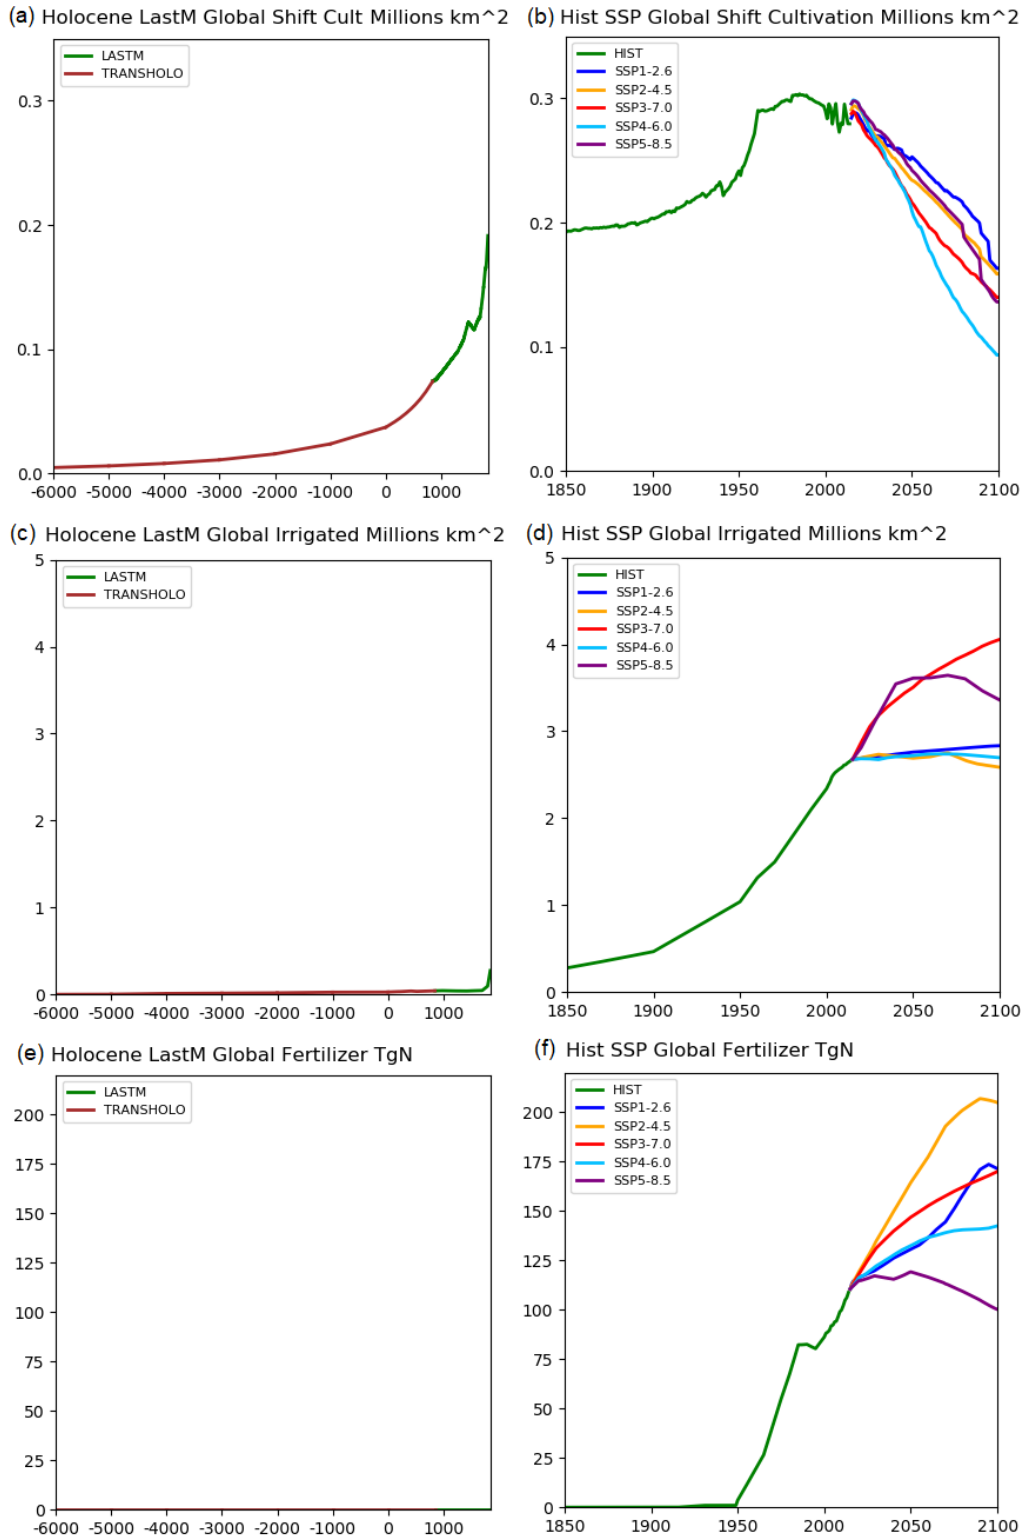 (a) Holocene LastM Global Shift Cult Millions km^2
LASTM
TRANSHOLO
0.3
0.2
0.1
0.0
-6000 -5000 -4000 -3000 -2000 -1000 0 1000
(b) Hist SSP Global Shift Cultivation Millions km^2
HIST
SSP1-2.6
SSP2-4.5
SSP3-7.0
SSP4-6.0
SSP5-8.5
0.3
0.2
0.1
0.0
1850 1900 1950 2000 2050 2100
(c) Holocene LastM Global Irrigated Millions km^2
LASTM
TRANSHOLO
5
4
3
2
1
0
-6000 -5000 -4000 -3000 -2000 -1000 0 1000
(d) Hist SSP Global Irrigated Millions km^2
HIST
SSP1-2.6
SSP2-4.5
SSP3-7.0
SSP4-6.0
SSP5-8.5
5
4
3
2
1
0
1850 1900 1950 2000 2050 2100
(e) Holocene LastM Global Fertilizer TgN
LASTM
TRANSHOLO
200
175
150
125
100
75
50
25
0
-6000 -5000 -4000 -3000 -2000 -1000 0 1000
(f) Hist SSP Global Fertilizer TgN
HIST
SSP1-2.6
SSP2-4.5
SSP3-7.0
SSP4-6.0
SSP5-8.5
200
175
150
125
100
75
50
25
0
1850 1900 1950 2000 2050 2100